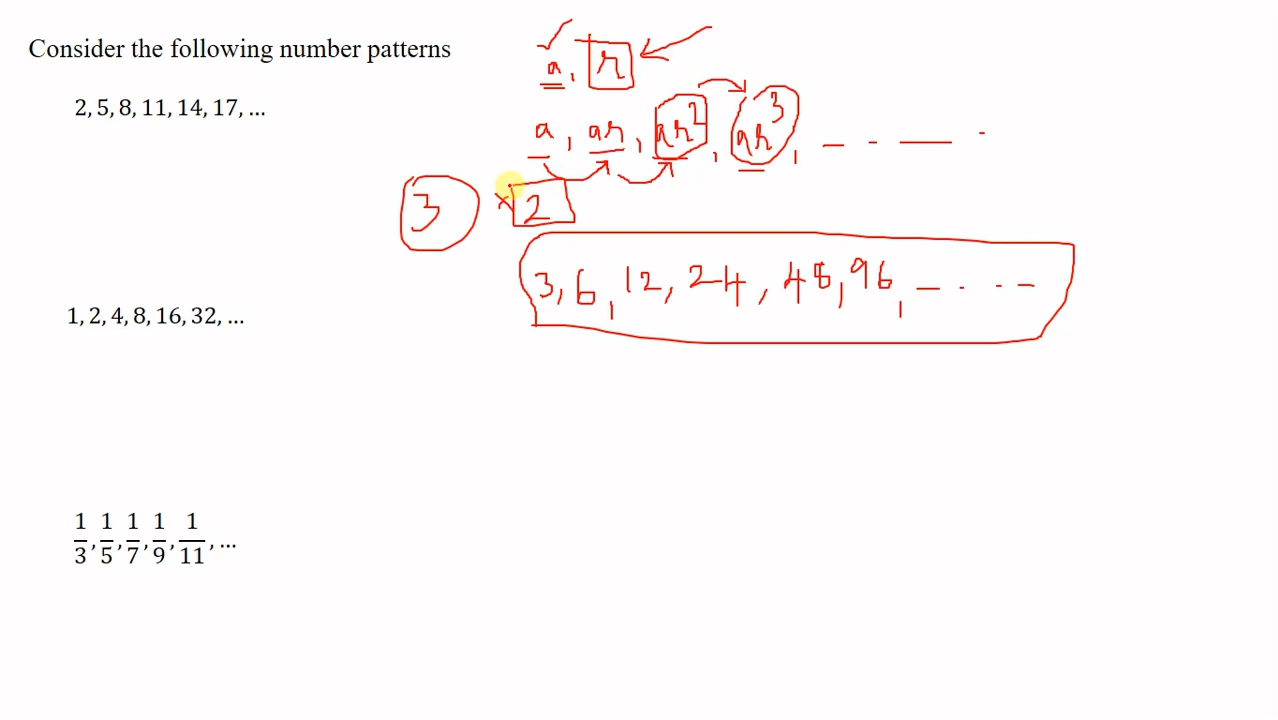 Consider the following number patterns
a, r
2, 5, 8, 11, 14, 17, ...
a, ar, ar², ar³, – · — ·
3 ×2
3, 6, 12, 24, 48, 96, – · · · –
1, 2, 4, 8, 16, 32, ...
1/3, 1/5, 1/7, 1/9, 1/11, ...